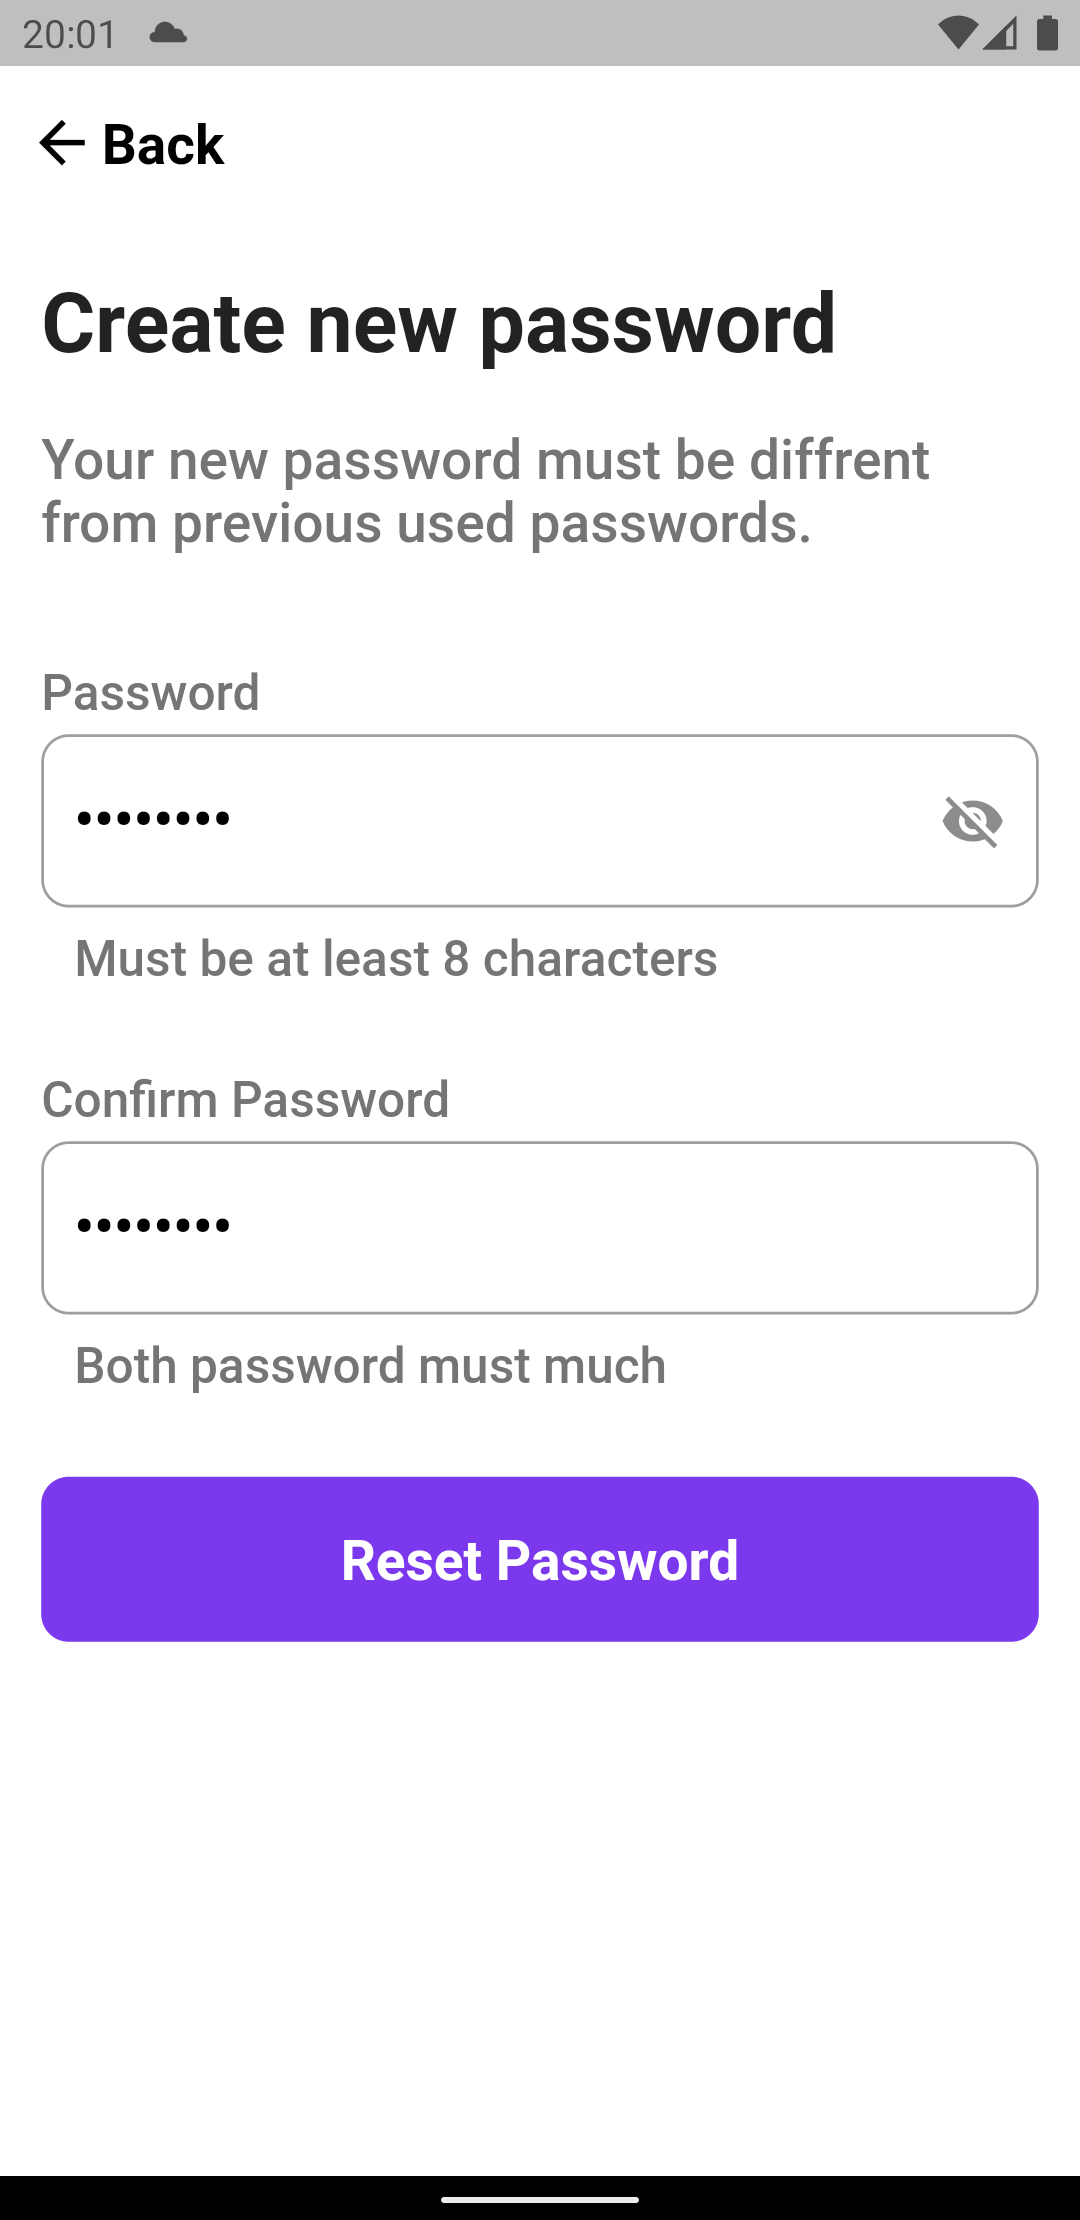 20:01
Back
Create new password
Your new password must be diffrent
from previous used passwords.
Password
••••••••
Must be at least 8 characters
Confirm Password
••••••••
Both password must much
Reset Password